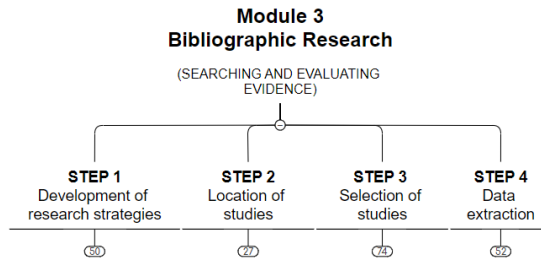 Module 3
Bibliographic Research
(SEARCHING AND EVALUATING
EVIDENCE)
STEP 1
Development of
research strategies
50
STEP 2
Location of
studies
27
STEP 3
Selection of
studies
74
STEP 4
Data
extraction
52